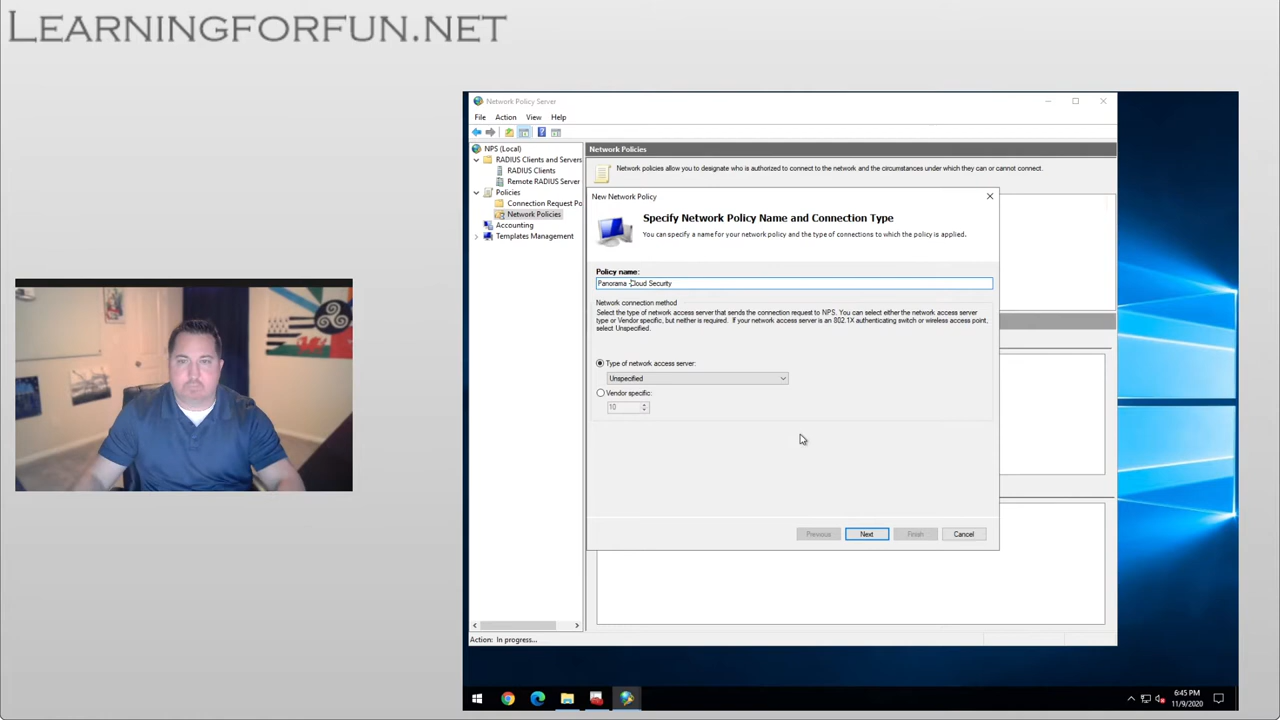 LEARNINGFORFUN.NET
Network Policy Server
File Action View Help
NPS (Local)
RADIUS Clients and Servers
RADIUS Clients
Remote RADIUS Server
Policies
Connection Request Po
Network Policies
Accounting
Templates Management
Network Policies
Network policies allow you to designate who is authorized to connect to the network and the circumstances under which they can or cannot connect.
New Network Policy
Specify Network Policy Name and Connection Type
You can specify a name for your network policy and the type of connections to which the policy is applied.
Policy name:
Panorama -Cloud Security
Network connection method
Select the type of network access server that sends the connection request to NPS. You can select either the network access server
type or Vendor specific, but neither is required. If your network access server is an 802.1X authenticating switch or wireless access point,
select Unspecified.
Type of network access server:
Unspecified
Vendor specific:
10
Previous Next Finish Cancel
Action: In progress...
6:45 PM
11/9/2020